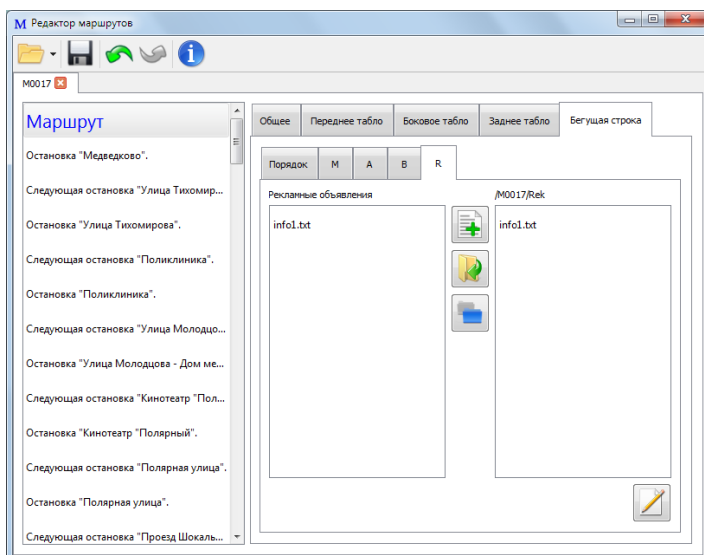 M Редактор маршрутов
M0017
Маршрут
Остановка "Медведково".
Следующая остановка "Улица Тихомир...
Остановка "Улица Тихомирова".
Следующая остановка "Поликлиника".
Остановка "Поликлиника".
Следующая остановка "Улица Молодцо...
Остановка "Улица Молодцова - Дом ме...
Следующая остановка "Кинотеатр "Пол...
Остановка "Кинотеатр "Полярный".
Следующая остановка "Полярная улица".
Остановка "Полярная улица".
Следующая остановка "Проезд Шокаль...
Общее Переднее табло Боковое табло Заднее табло Бегущая строка
Порядок M A B R
Рекланные объявления
info1.txt
/M0017/Rek
info1.txt